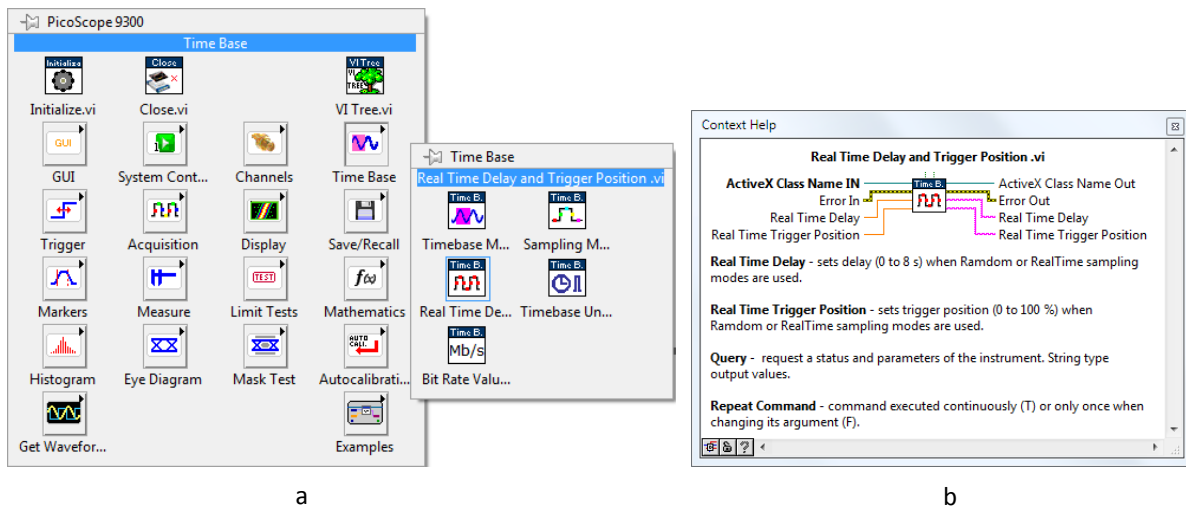 PicoScope 9300
Time Base
Initialize
Close
VI Tree
VI
TREE
Initialize.vi
Close.vi
VI Tree.vi
GUI
GUI
System Cont...
Channels
Time Base
Trigger
Acquisition
Display
Save/Recall
TEST
f(x)
Markers
Measure
Limit Tests
Mathematics
AUTO
CALI.
Histogram
Eye Diagram
Mask Test
Autocalibrati...
Get Wavefor...
Examples
Time Base
Real Time Delay and Trigger Position .vi
Time B.
Time B.
Timebase M...
Sampling M...
Time B.
Time B.
Real Time De...
Timebase Un...
Time B.
Mb/s
Bit Rate Valu...
a
Context Help
Real Time Delay and Trigger Position .vi
ActiveX Class Name IN
Time B.
ActiveX Class Name Out
Error In
Error Out
Real Time Delay
Real Time Delay
Real Time Trigger Position
Real Time Trigger Position
Real Time Delay - sets delay (0 to 8 s) when Ramdom or RealTime sampling
modes are used.
Real Time Trigger Position - sets trigger position (0 to 100 %) when
Ramdom or RealTime sampling modes are used.
Query - request a status and parameters of the instrument. String type
output values.
Repeat Command - command executed continuously (T) or only once when
changing its argument (F).
?
b